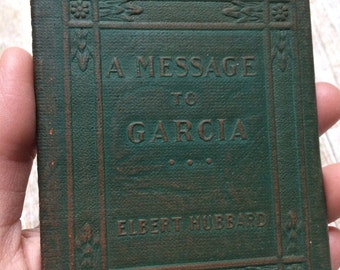 A MESSAGE
TO
GARCIA
ELBERT HUBBARD